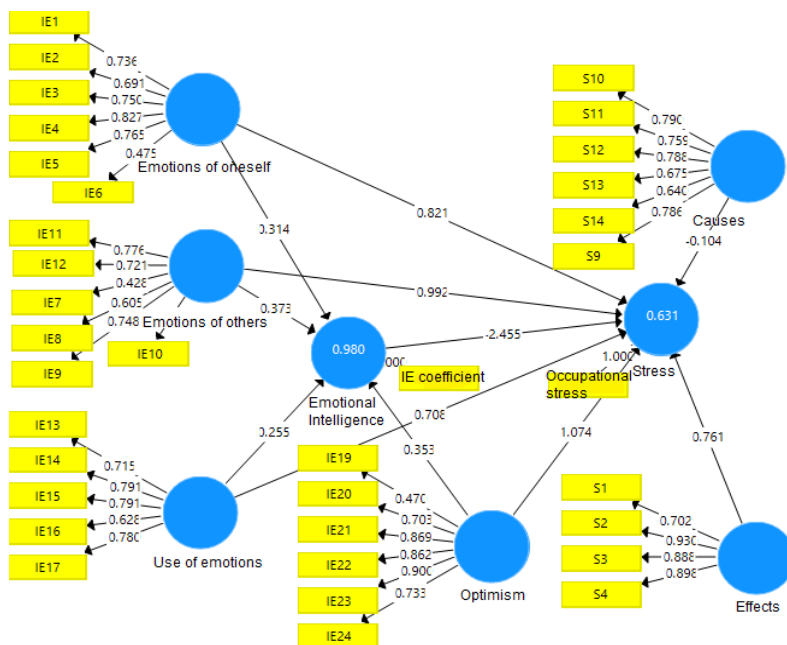 IE1
IE2
IE3
IE4
IE5
IE6
0.736
0.691
0.750
0.827
0.765
0.475
Emotions of oneself
0.821
0.314
IE11
IE12
IE7
IE8
IE9
IE10
0.776
0.721
0.428
0.605
0.748
Emotions of others
0.992
0.373
0.980
Emotional
Intelligence
-2.455
IE coefficient
S10
S11
S12
S13
S14
S9
0.790
0.759
0.788
0.675
0.640
0.786
Causes
-0.104
0.631
Stress
1.000
Occupational
stress
0.708
0.255
0.353
1.074
0.761
IE13
IE14
IE15
IE16
IE17
0.715
0.791
0.791
0.628
0.780
Use of emotions
IE19
IE20
IE21
IE22
IE23
IE24
0.470
0.703
0.869
0.862
0.900
0.733
Optimism
S1
S2
S3
S4
0.702
0.930
0.888
0.898
Effects